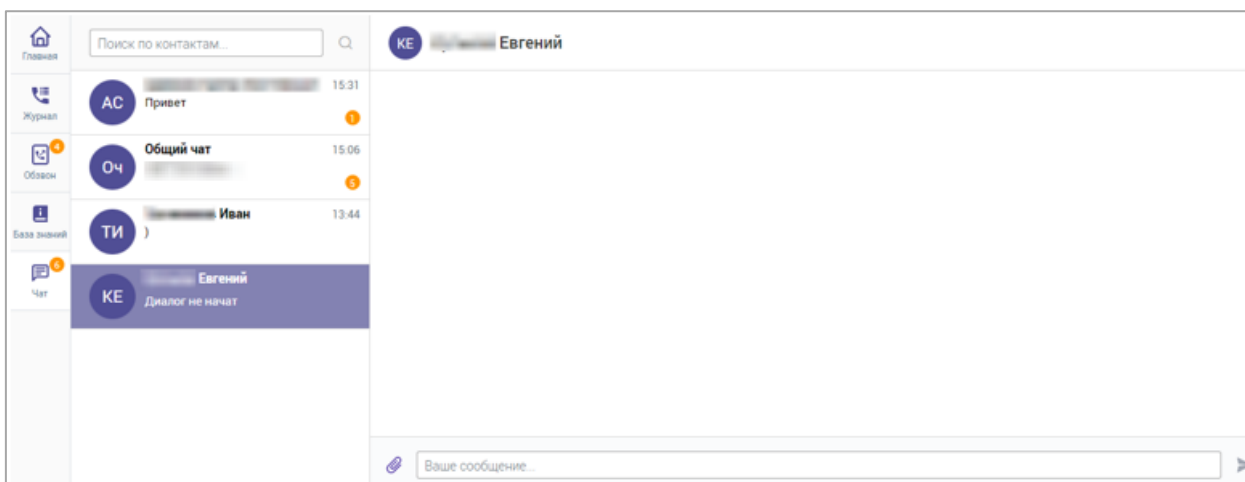 Главная
Журнал
4
Обзвон
База знаний
6
Чат
Поиск по контактам...
АС
15:31
Привет
1
ОЧ
Общий чат
15:06
5
ТИ
Иван
13:44
)
КЕ
Евгений
Диалог не начат
КЕ
Евгений
Ваше сообщение...